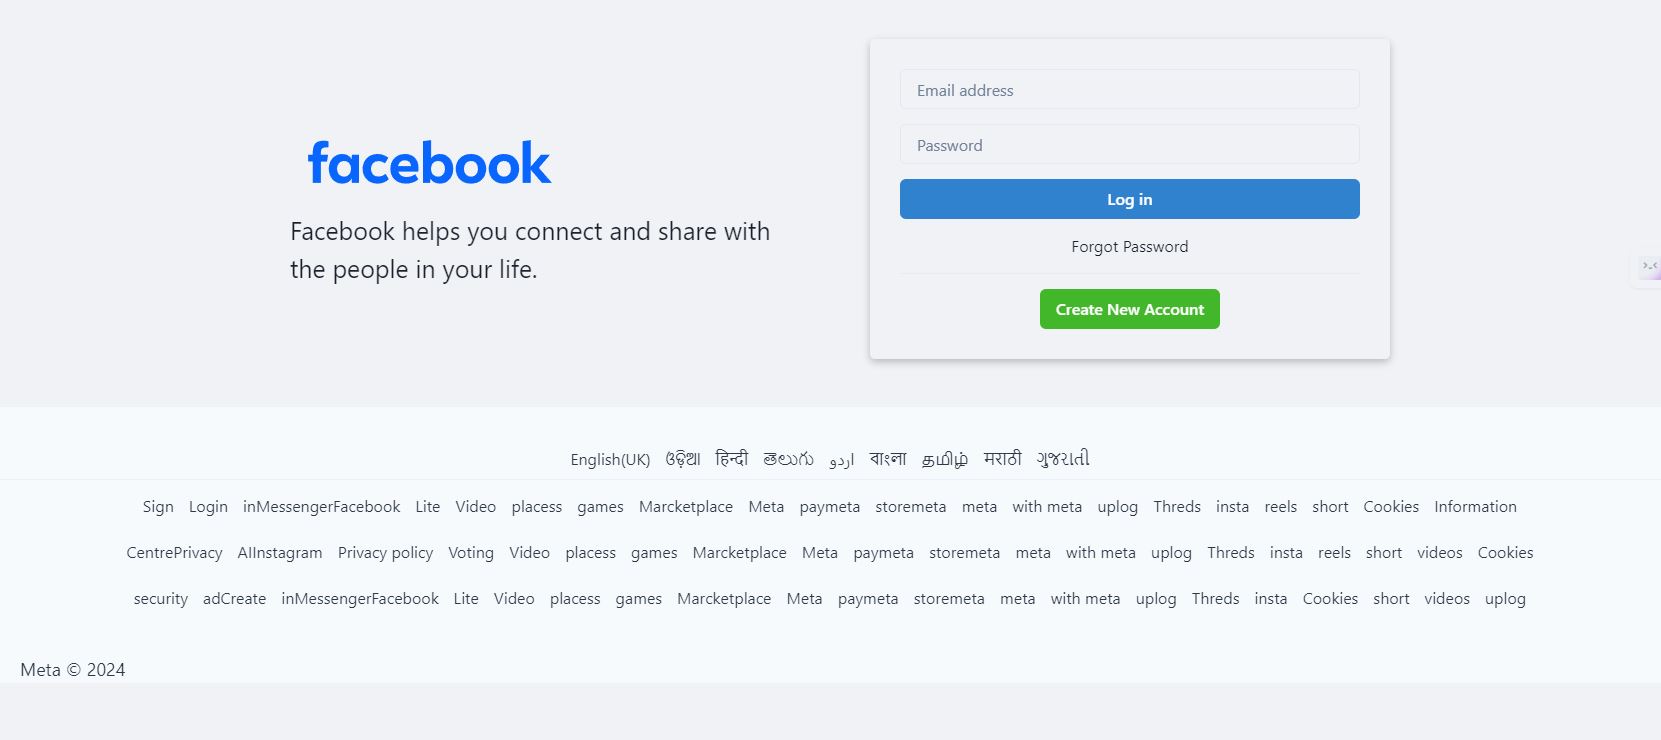 facebook
Facebook helps you connect and share with
the people in your life.
Email address
Password
Log in
Forgot Password
Create New Account
English(UK) ଓଡ଼ିଆ हिन्दी తెలుగు اردو বাংলা தமிழ் मराठी ગુજરાતી
Sign Login inMessengerFacebook Lite Video placess games Marcketplace Meta paymeta storemeta meta with meta uplog Threds insta reels short Cookies Information
CentrePrivacy AIInstagram Privacy policy Voting Video placess games Marcketplace Meta paymeta storemeta meta with meta uplog Threds insta reels short videos Cookies
security adCreate inMessengerFacebook Lite Video placess games Marcketplace Meta paymeta storemeta meta with meta uplog Threds insta Cookies short videos uplog
Meta © 2024